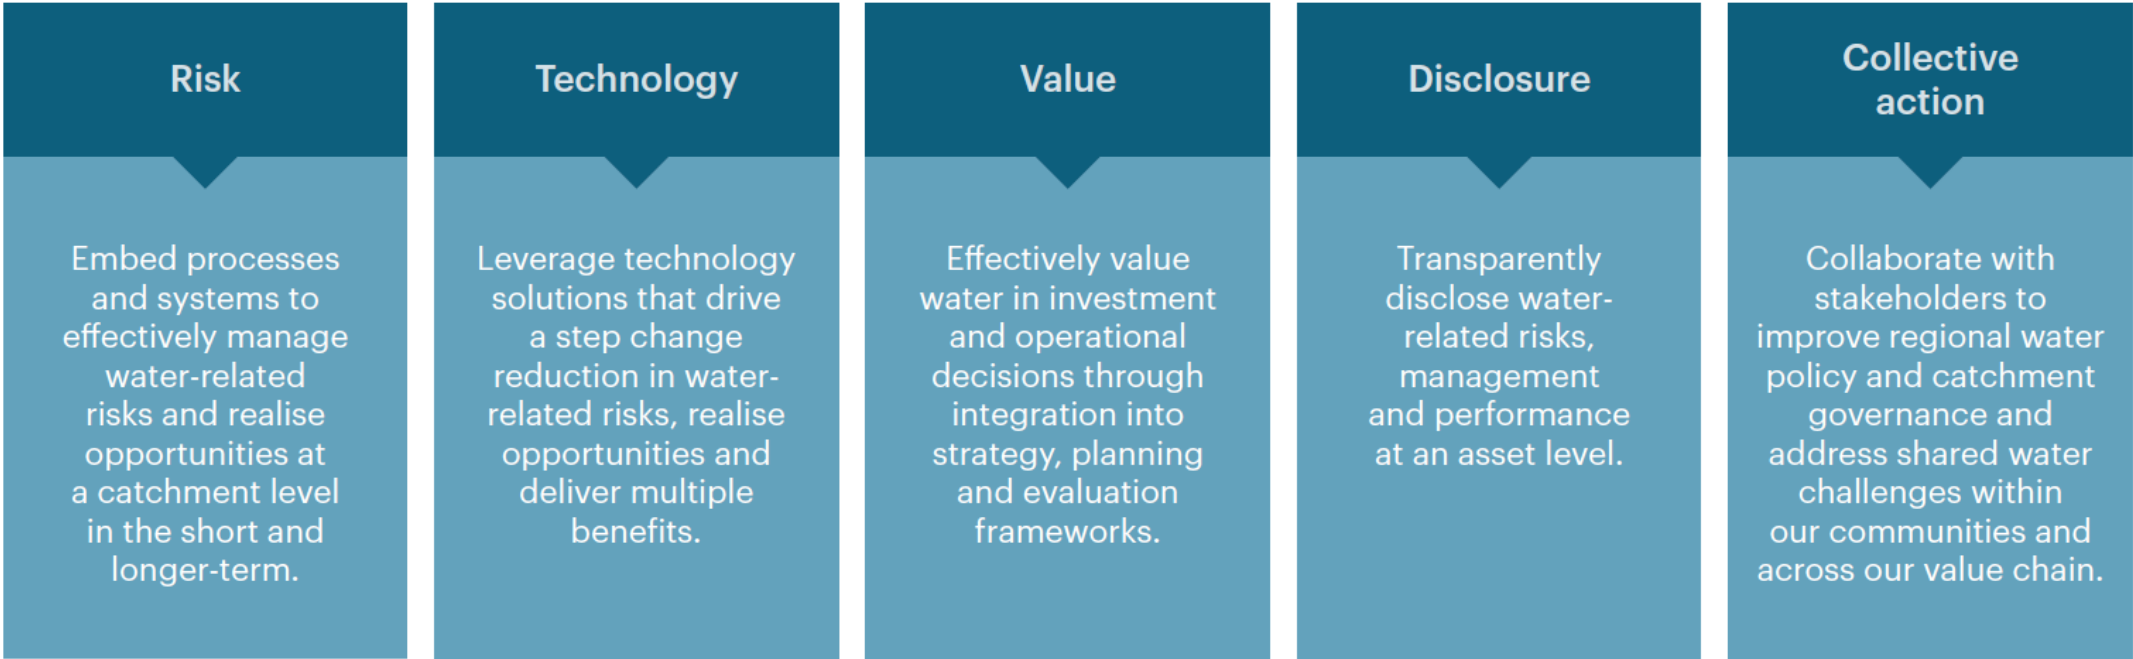 Risk
Embed processes
and systems to
effectively manage
water-related
risks and realise
opportunities at
a catchment level
in the short and
longer-term.
Technology
Leverage technology
solutions that drive
a step change
reduction in water-
related risks, realise
opportunities and
deliver multiple
benefits.
Value
Effectively value
water in investment
and operational
decisions through
integration into
strategy, planning
and evaluation
frameworks.
Disclosure
Transparently
disclose water-
related risks,
management
and performance
at an asset level.
Collective
action
Collaborate with
stakeholders to
improve regional water
policy and catchment
governance and
address shared water
challenges within
our communities and
across our value chain.